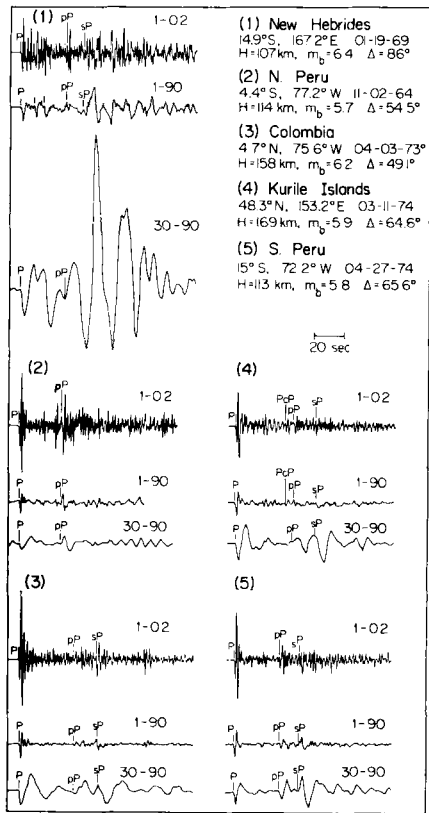 (1)
1-02
P
pP
sP
1-90
P
pP
sP
30-90
P
pP
(1) New Hebrides
14.9°S, 167.2°E 01-19-69
H=107km, mb=6.4 Δ=86°
(2) N. Peru
4.4°S, 77.2°W 11-02-64
H=114 km, mb=5.7 Δ=54.5°
(3) Colombia
4.7°N, 75.6°W 04-03-73°
H=158 km, mb=6.2 Δ=49.1°
(4) Kurile Islands
48.3°N, 153.2°E 03-11-74
H=169 km, mb=5.9 Δ=64.6°
(5) S. Peru
15°S, 72.2°W 04-27-74
H=113 km, mb=5.8 Δ=65.6°
20 sec
(2)
1-02
P
pP
1-90
P
pP
30-90
P
pP
(4)
1-02
P
PcP
pP
sP
1-90
P
PcP
pP
sP
30-90
P
pP
sP
(3)
1-02
P
pP
sP
1-90
P
pP
sP
30-90
P
pP
sP
(5)
1-02
P
pP
sP
1-90
P
pP
sP
30-90
P
pP
sP